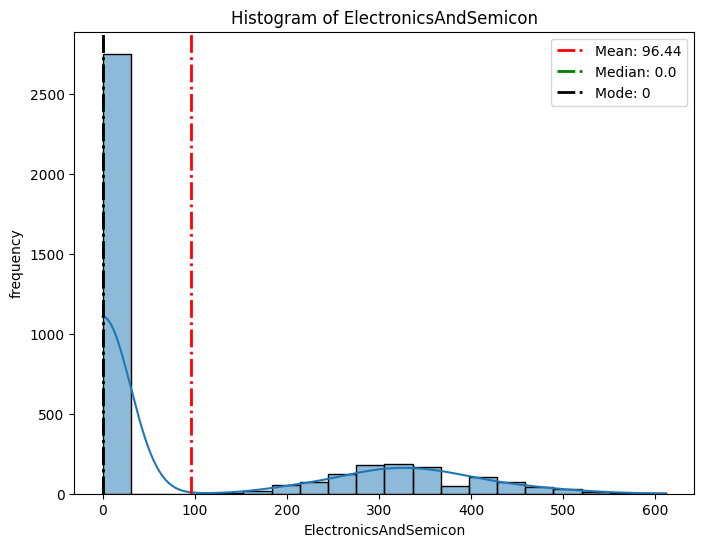 Histogram of ElectronicsAndSemicon
Mean: 96.44
Median: 0.0
Mode: 0
frequency
2500
2000
1500
1000
500
0
0 100 200 300 400 500 600
ElectronicsAndSemicon